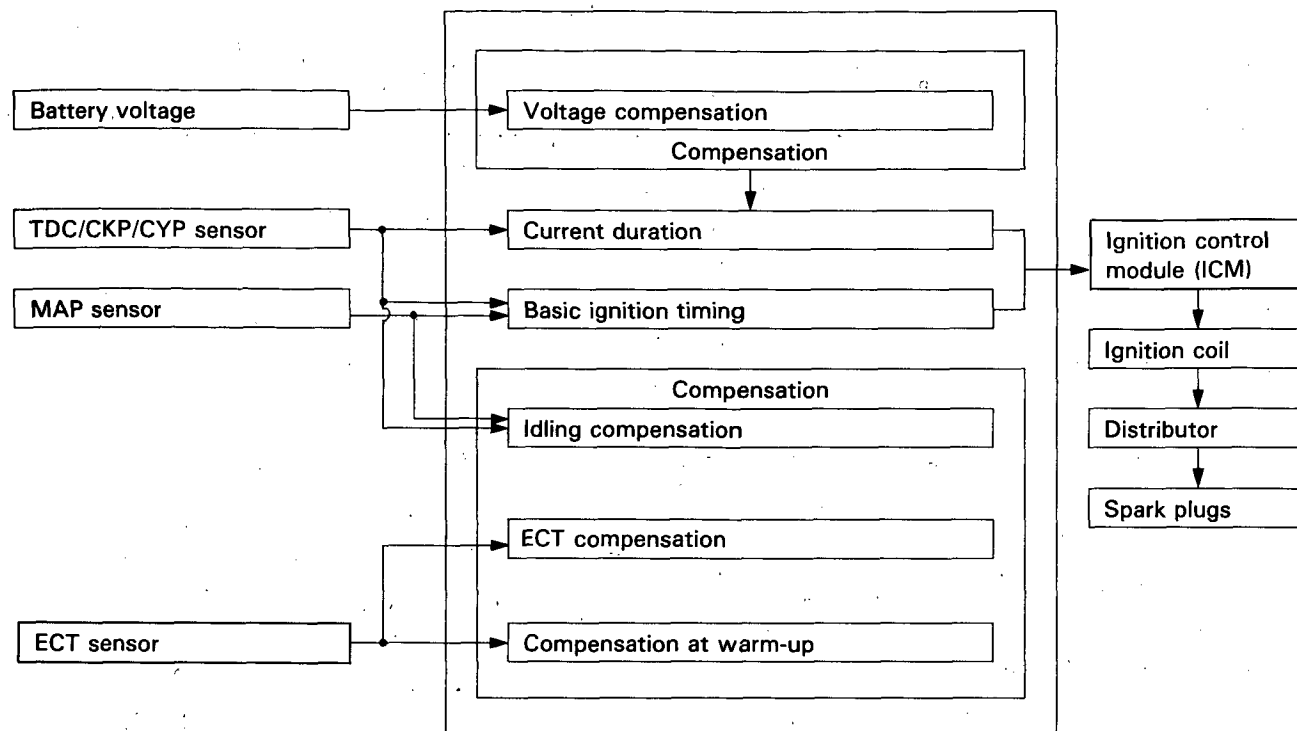 Battery voltage
Voltage compensation
Compensation
TDC/CKP/CYP sensor
Current duration
Ignition control
module (ICM)
MAP sensor
Basic ignition timing
Ignition coil
Compensation
Idling compensation
Distributor
Spark plugs
ECT compensation
ECT sensor
Compensation at warm-up